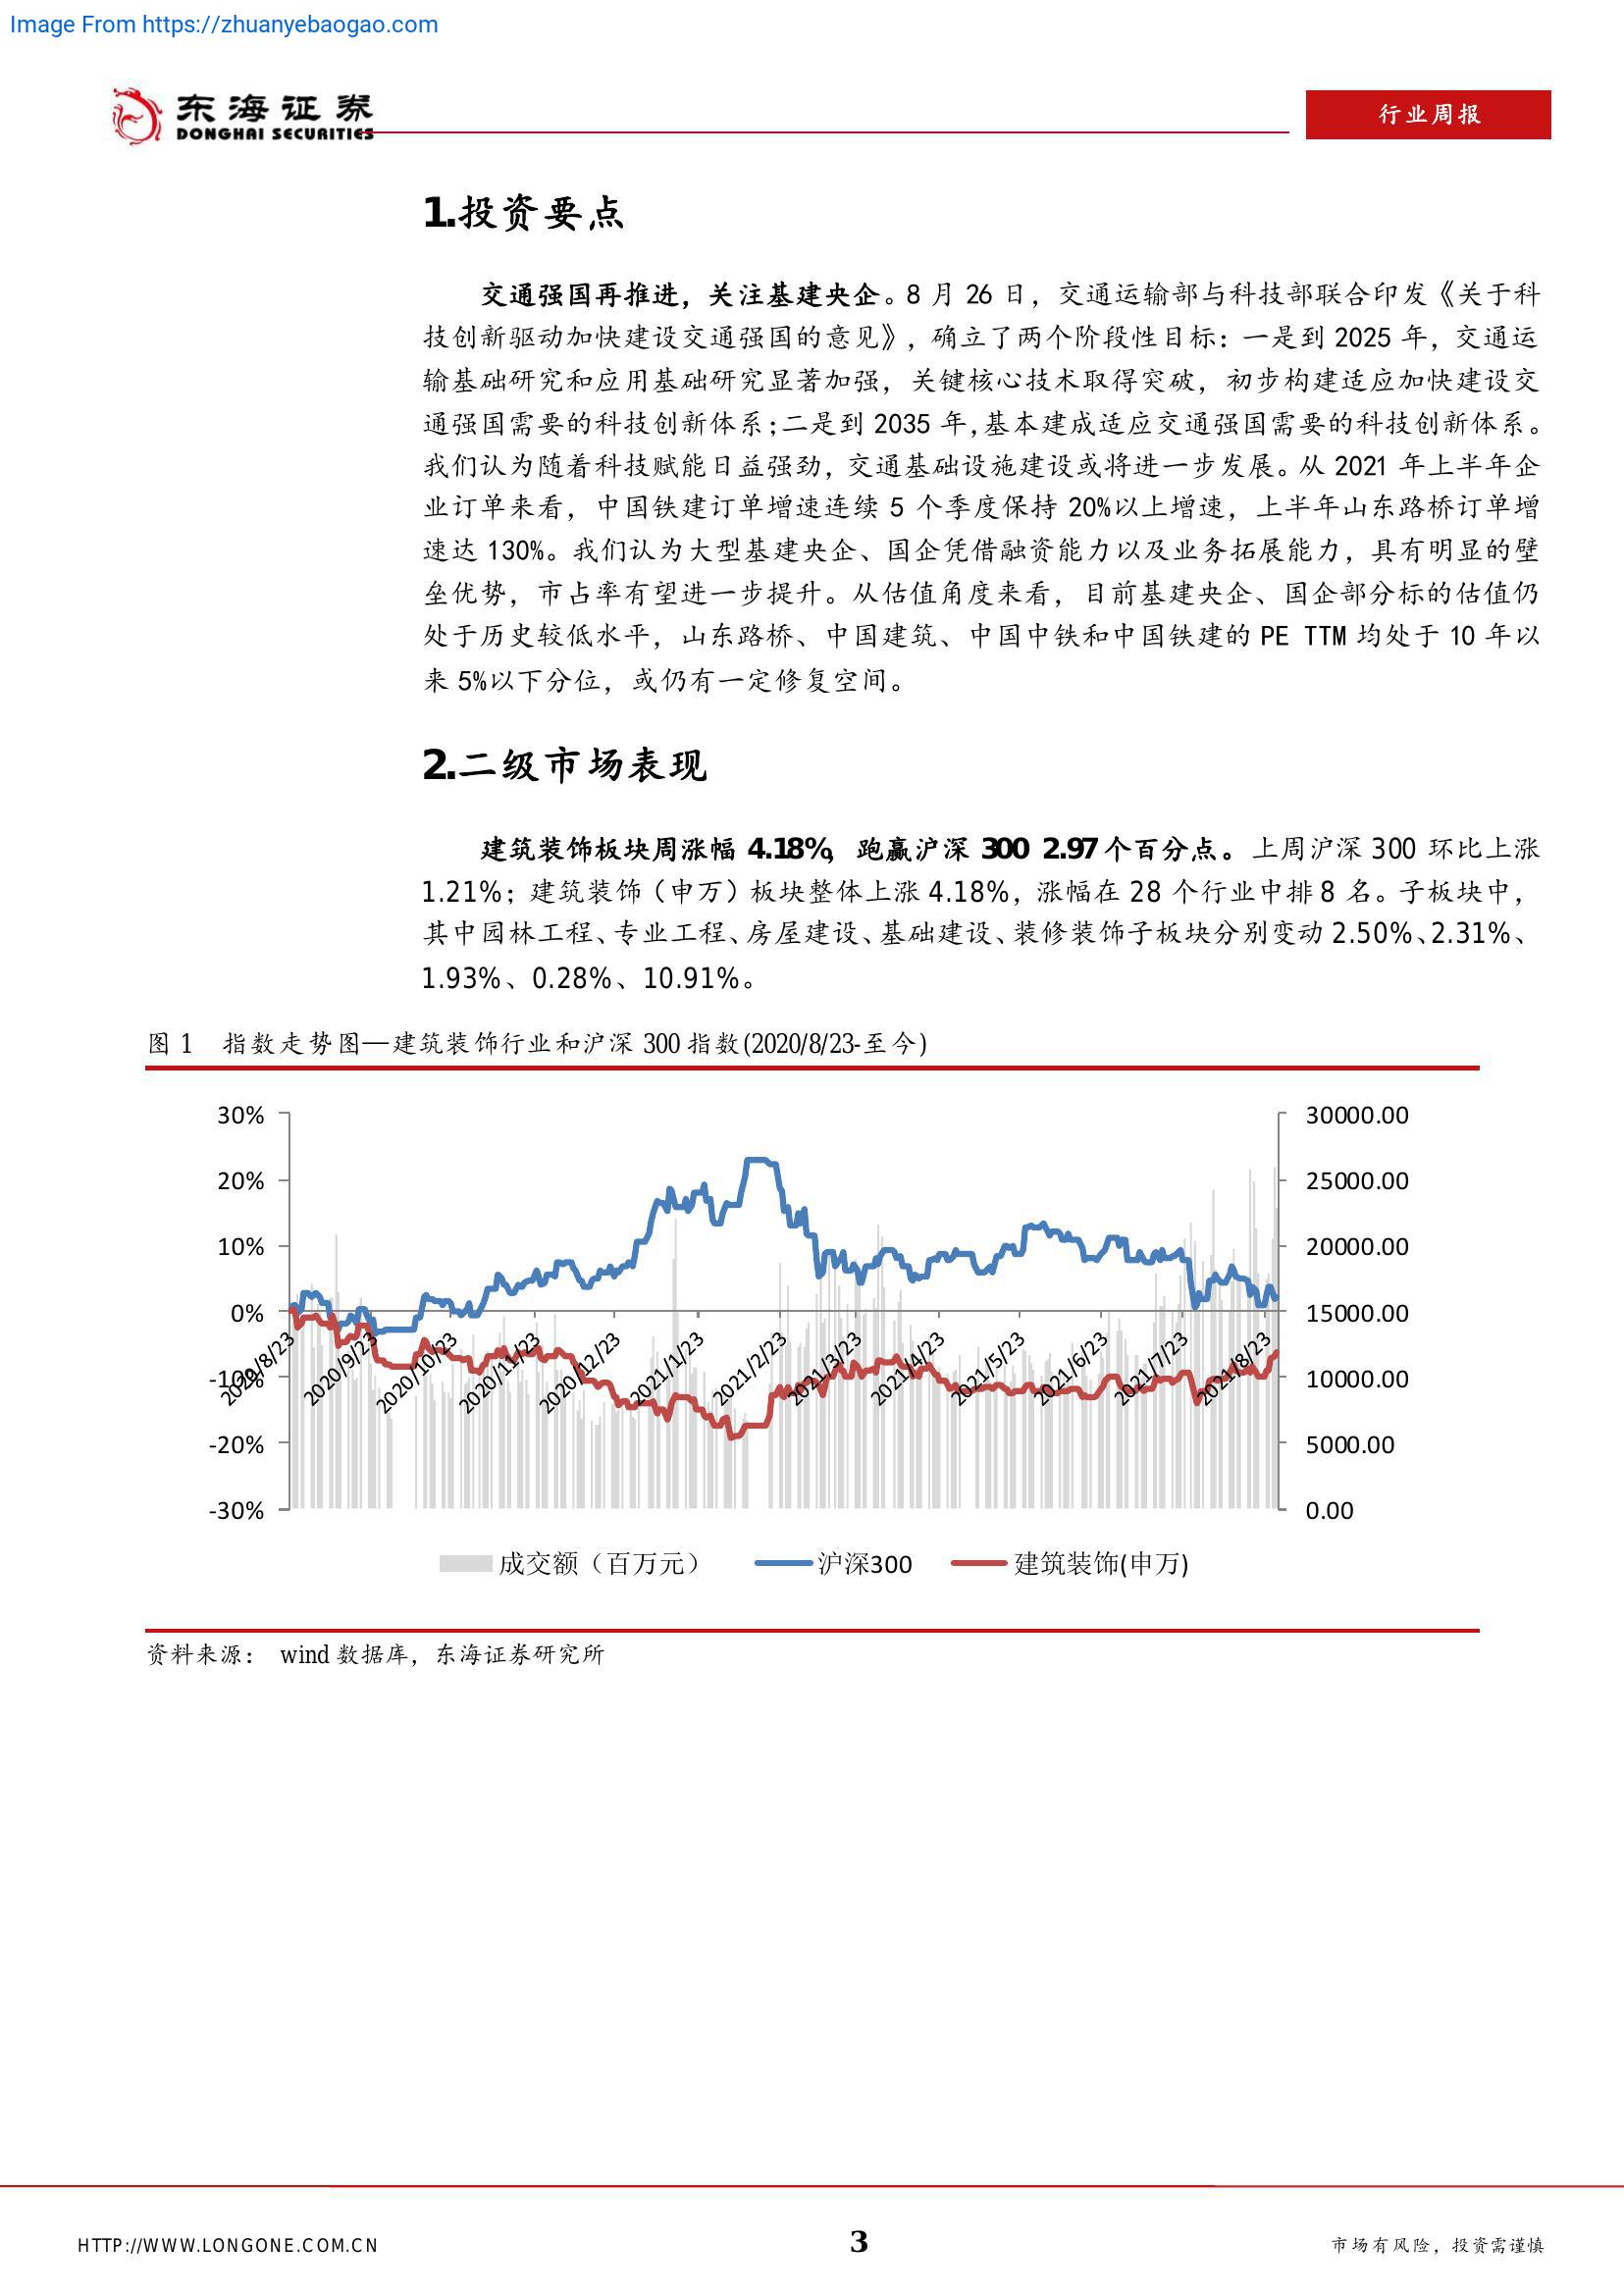 Image From https://zhuanyebaogao.com
东海证券
DONGHAI SECURITIES
行业周报
1.投资要点
交通强国再推进，关注基建央企。8 月 26 日，交通运输部与科技部联合印发《关于科
技创新驱动加快建设交通强国的意见》，确立了两个阶段性目标：一是到 2025 年，交通运
输基础研究和应用基础研究显著加强，关键核心技术取得突破，初步构建适应加快建设交
通强国需要的科技创新体系;二是到 2035 年,基本建成适应交通强国需要的科技创新体系。
我们认为随着科技赋能日益强劲，交通基础设施建设或将进一步发展。从 2021 年上半年企
业订单来看，中国铁建订单增速连续 5 个季度保持 20%以上增速，上半年山东路桥订单增
速达 130%。我们认为大型基建央企、国企凭借融资能力以及业务拓展能力，具有明显的壁
垒优势，市占率有望进一步提升。从估值角度来看，目前基建央企、国企部分标的估值仍
处于历史较低水平，山东路桥、中国建筑、中国中铁和中国铁建的 PE TTM 均处于 10 年以
来 5%以下分位，或仍有一定修复空间。
2.二级市场表现
建筑装饰板块周涨幅 4.18%，跑赢沪深 300 2.97 个百分点。上周沪深 300 环比上涨
1.21%；建筑装饰（申万）板块整体上涨 4.18%，涨幅在 28 个行业中排 8 名。子板块中，
其中园林工程、专业工程、房屋建设、基础建设、装修装饰子板块分别变动 2.50%、2.31%、
1.93%、0.28%、10.91%。
图 1 指数走势图—建筑装饰行业和沪深 300 指数(2020/8/23-至今)
30%
20%
10%
0%
-10%
-20%
-30%
30000.00
25000.00
20000.00
15000.00
10000.00
5000.00
0.00
2020/8/23
2020/9/23
2020/10/23
2020/11/23
2020/12/23
2021/1/23
2021/2/23
2021/3/23
2021/4/23
2021/5/23
2021/6/23
2021/7/23
2021/8/23
成交额（百万元）
沪深300
建筑装饰(申万)
资料来源： wind 数据库，东海证券研究所
HTTP://WWW.LONGONE.COM.CN
3
市场有风险，投资需谨慎